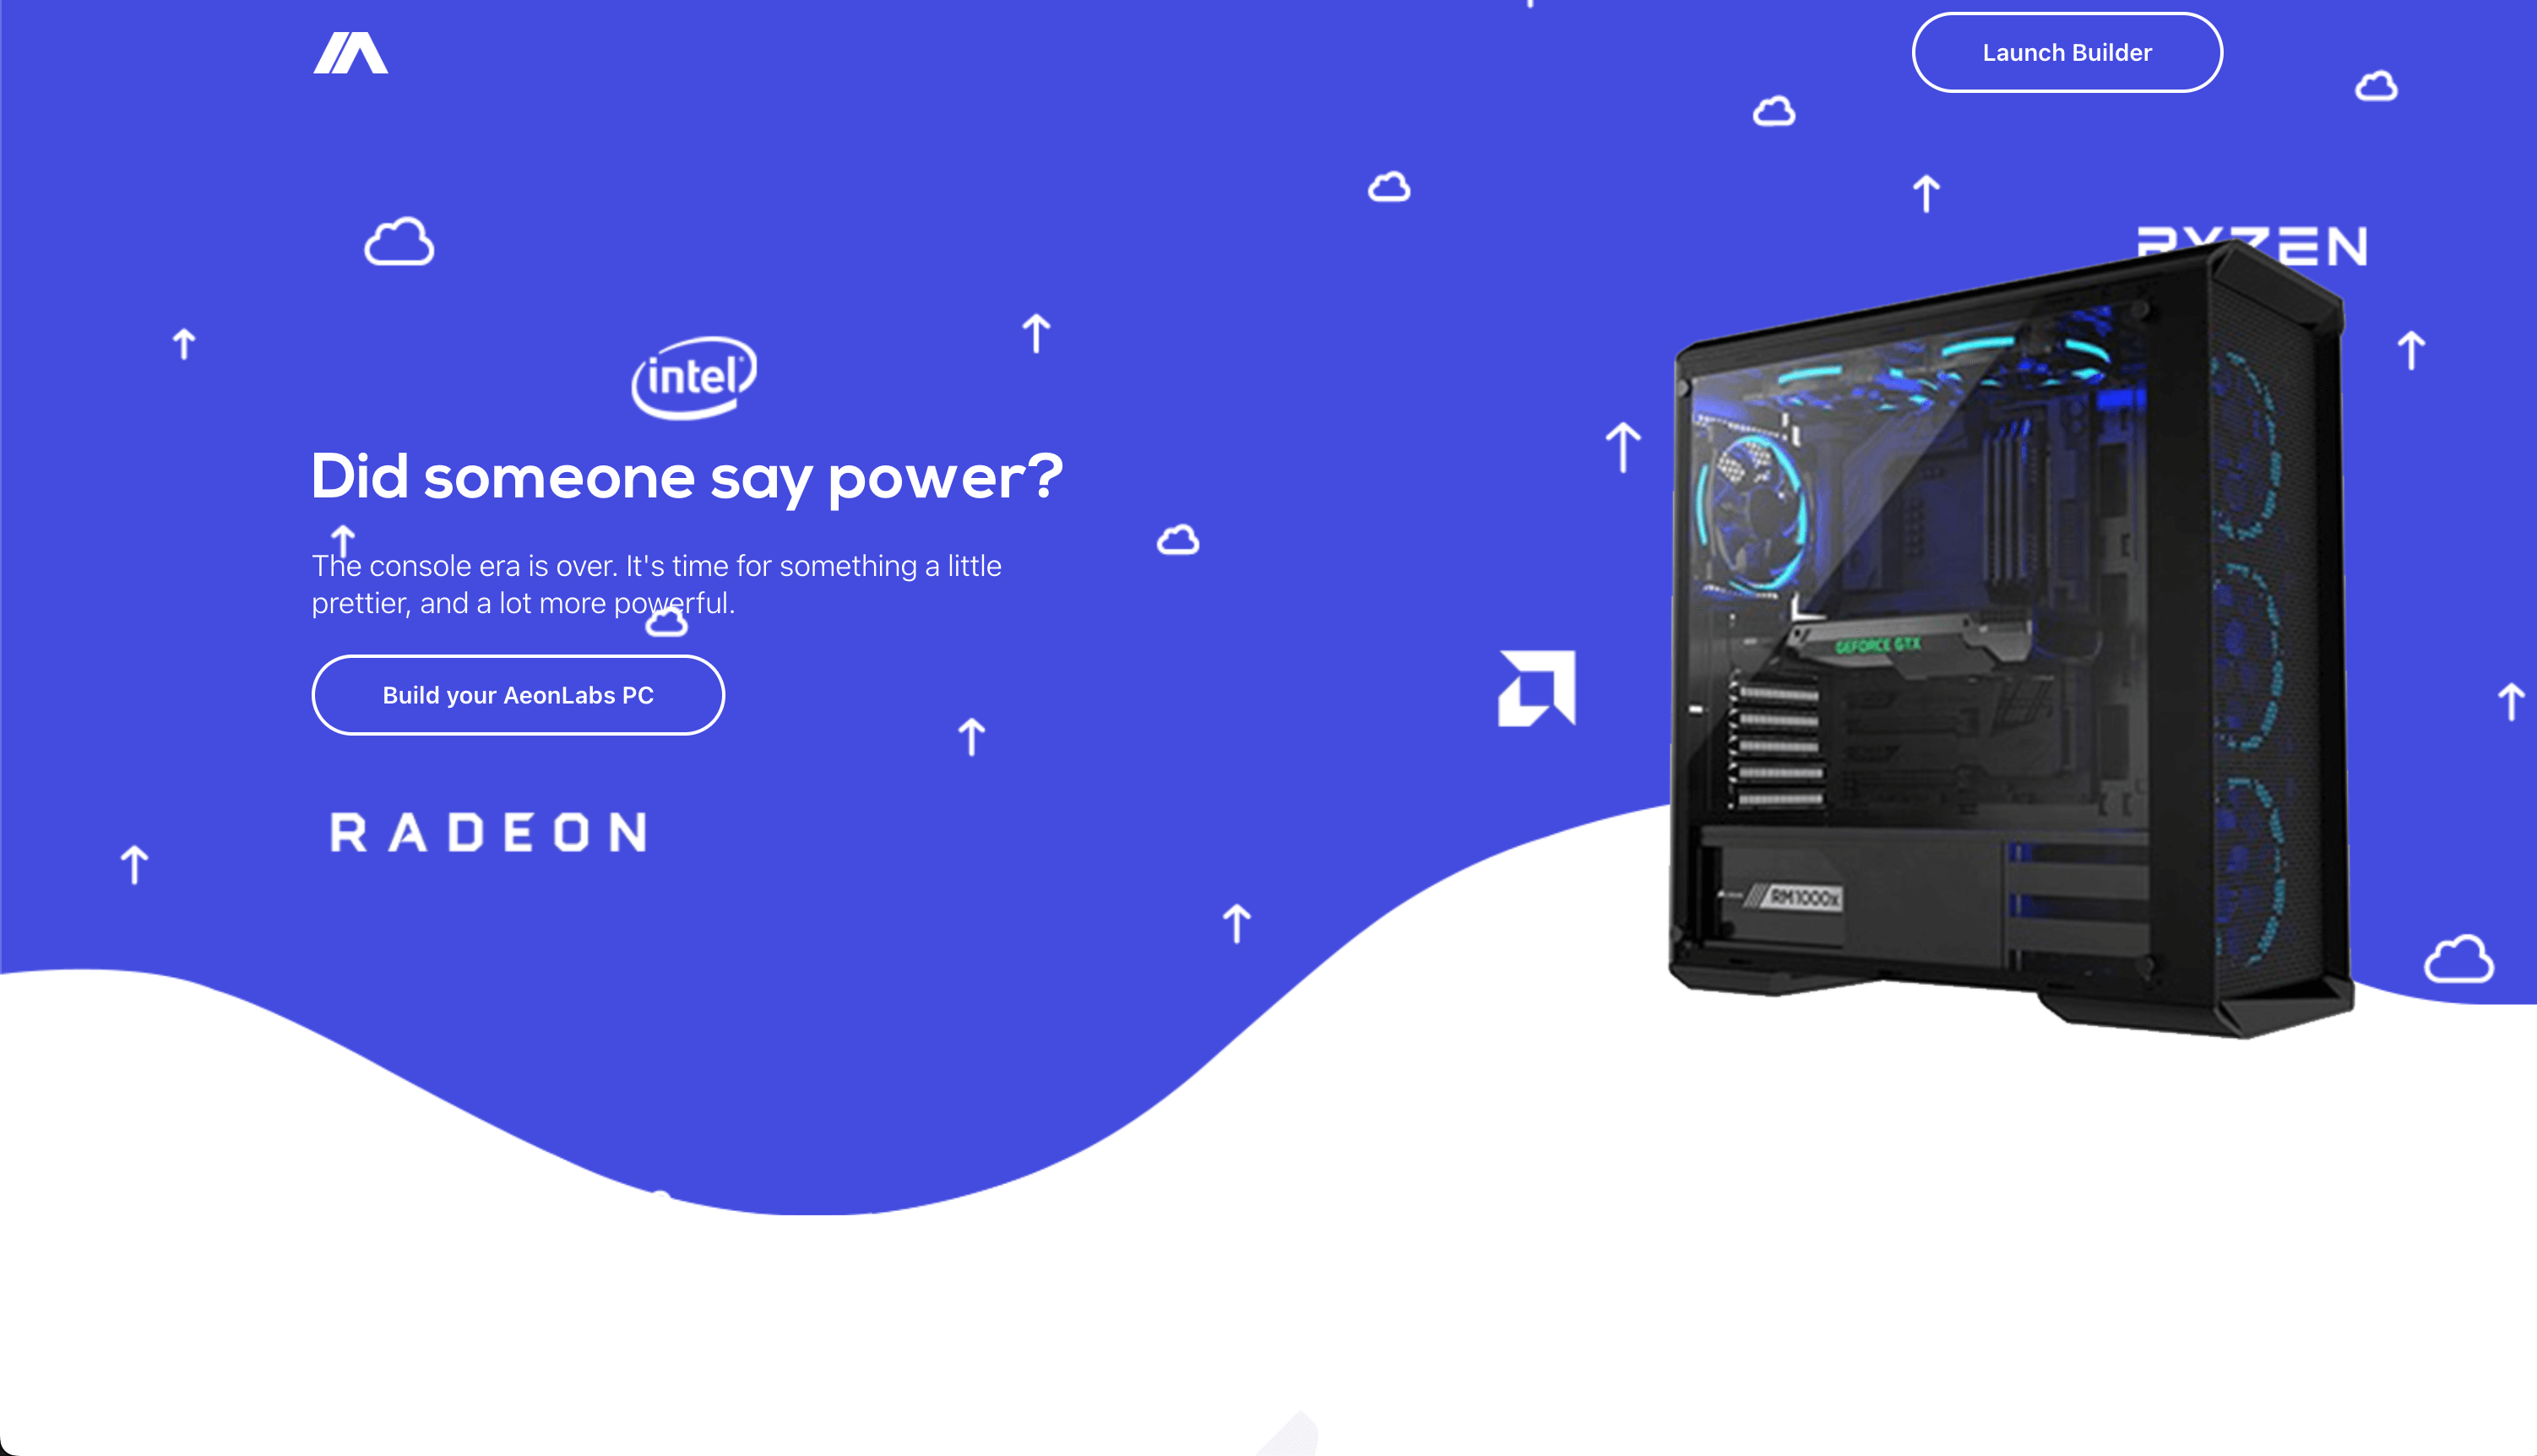 Launch Builder
RYZEN
intel
Did someone say power?
The console era is over. It's time for something a little
prettier, and a lot more powerful.
GEFORCE GTX
Build your AeonLabs PC
RADEON
RM1000x